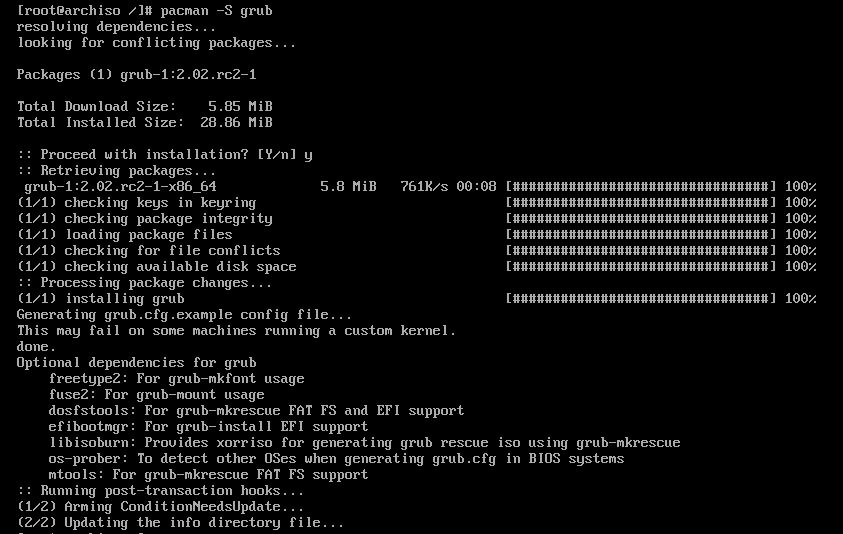 [root@archiso /]# pacman -S grub
resolving dependencies...
looking for conflicting packages...
Packages (1) grub-1:2.02.rc2-1
Total Download Size:    5.85 MiB
Total Installed Size:  28.86 MiB
:: Proceed with installation? [Y/n] y
:: Retrieving packages...
grub-1:2.02.rc2-1-x86_64             5.8 MiB   761K/s 00:08 [################################] 100%
(1/1) checking keys in keyring                               [################################] 100%
(1/1) checking package integrity                             [################################] 100%
(1/1) loading package files                                  [################################] 100%
(1/1) checking for file conflicts                            [################################] 100%
(1/1) checking available disk space                          [################################] 100%
:: Processing package changes...
(1/1) installing grub                                        [################################] 100%
Generating grub.cfg.example config file...
This may fail on some machines running a custom kernel.
done.
Optional dependencies for grub
    freetype2: For grub-mkfont usage
    fuse2: For grub-mount usage
    dosfstools: For grub-mkrescue FAT FS and EFI support
    efibootmgr: For grub-install EFI support
    libisoburn: Provides xorriso for generating grub rescue iso using grub-mkrescue
    os-prober: To detect other OSes when generating grub.cfg in BIOS systems
    mtools: For grub-mkrescue FAT FS support
:: Running post-transaction hooks...
(1/2) Arming ConditionNeedsUpdate...
(2/2) Updating the info directory file...